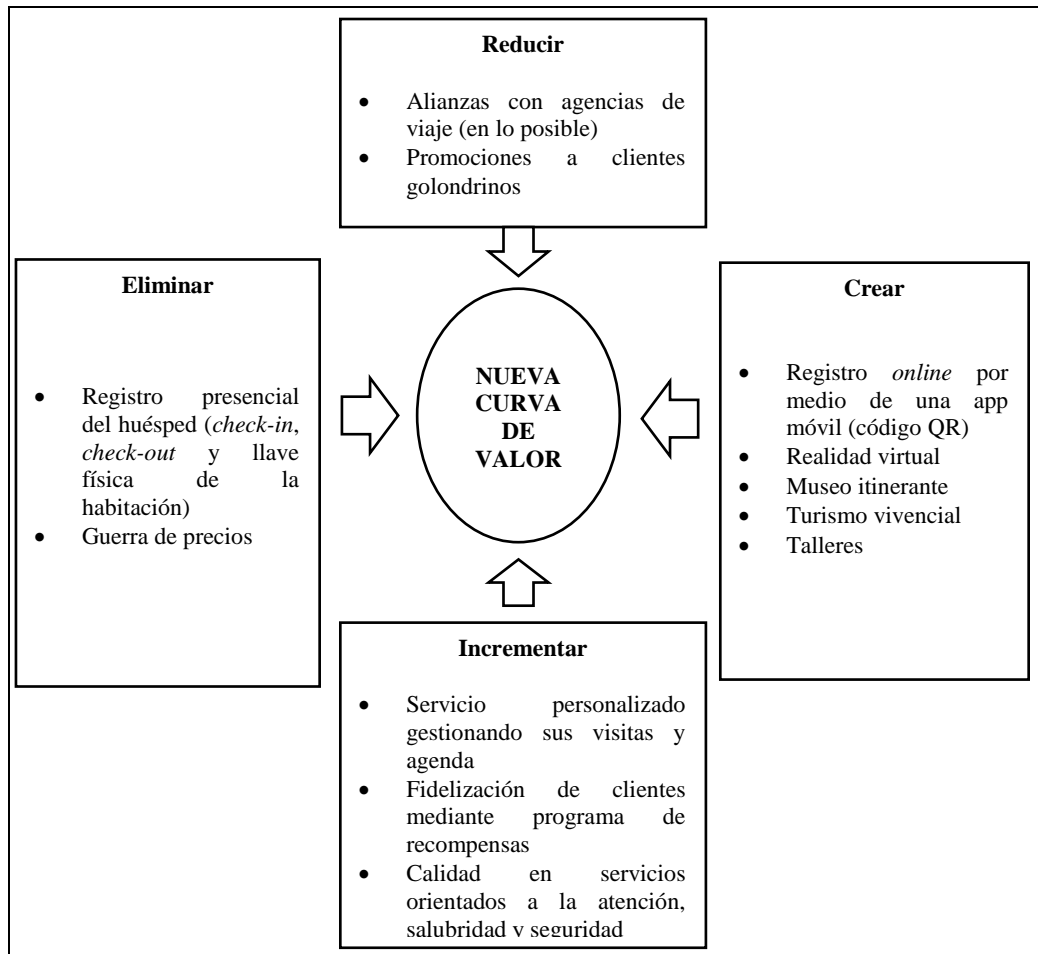 Reducir
• Alianzas con agencias de
viaje (en lo posible)
• Promociones a clientes
golondrinos
Eliminar
• Registro presencial
del huésped (check-in,
check-out y llave
física de la
habitación)
• Guerra de precios
NUEVA
CURVA
DE
VALOR
Crear
• Registro online por
medio de una app
móvil (código QR)
• Realidad virtual
• Museo itinerante
• Turismo vivencial
• Talleres
Incrementar
• Servicio personalizado
gestionando sus visitas y
agenda
• Fidelización de clientes
mediante programa de
recompensas
• Calidad en servicios
orientados a la atención,
salubridad y seguridad